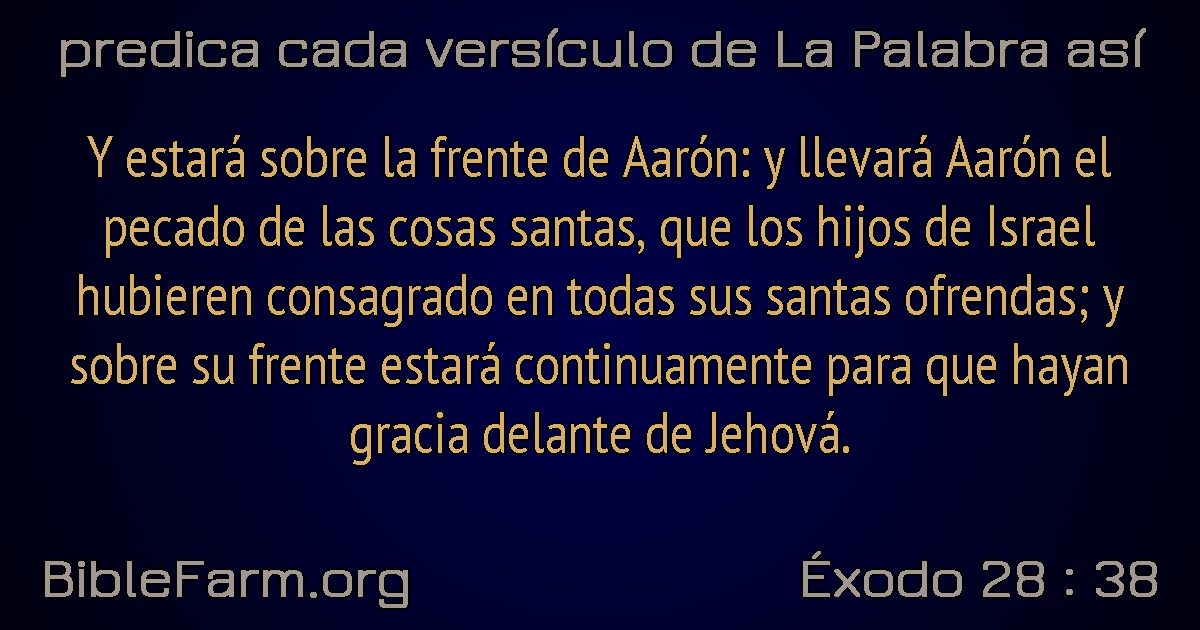 predica cada versículo de La Palabra así
Y estará sobre la frente de Aarón: y llevará Aarón el
pecado de las cosas santas, que los hijos de Israel
hubieren consagrado en todas sus santas ofrendas; y
sobre su frente estará continuamente para que hayan
gracia delante de Jehová.
BibleFarm.org
Éxodo 28 : 38